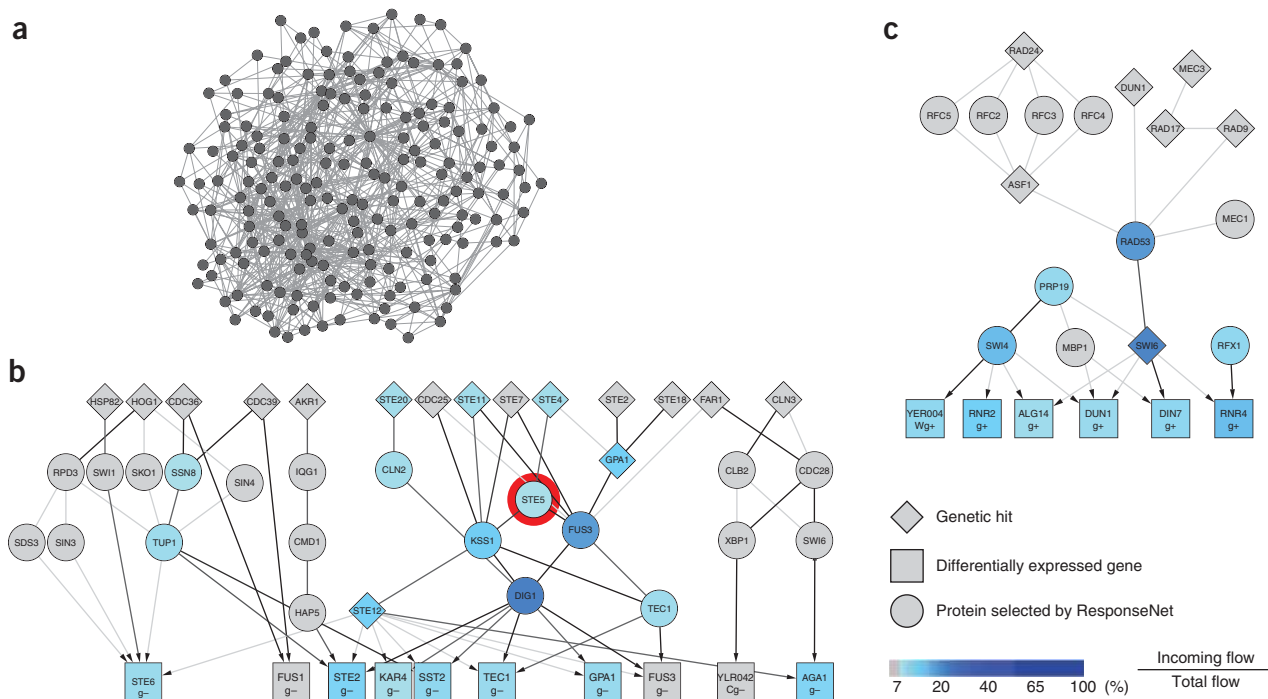 a
b
HSP82 HOG1 CDC36 CDC39 AKR1 STE20 CDC25 STE11 STE7 STE4 STE2 STE18 FAR1 CLN3
GPA1
RPD3 SWI1 SKO1 SSN8 SIN4 IQG1 CLN2 CLB2 CDC28
STE5
SDS3 SIN3 TUP1 CMD1 KSS1 FUS3 XBP1 SWI6
HAP5 STE12 DIG1 TEC1
STE6 FUS1 STE2 KAR4 SST2 TEC1 GPA1 FUS3 YLR042 AGA1
g– g– g– g– g– g– g– g– Cg– g–
c
RAD24 MEC3
DUN1
RFC5 RFC2 RFC3 RFC4 RAD17 RAD9
ASF1
MEC1
RAD53
PRP19
SWI4 MBP1 SWI6 RFX1
YER004 RNR2 ALG14 DUN1 DIN7 RNR4
Wg+ g+ g+ g+ g+ g+
Genetic hit
Differentially expressed gene
Protein selected by ResponseNet
7 20 40 65 100 (%)
Incoming flow
Total flow